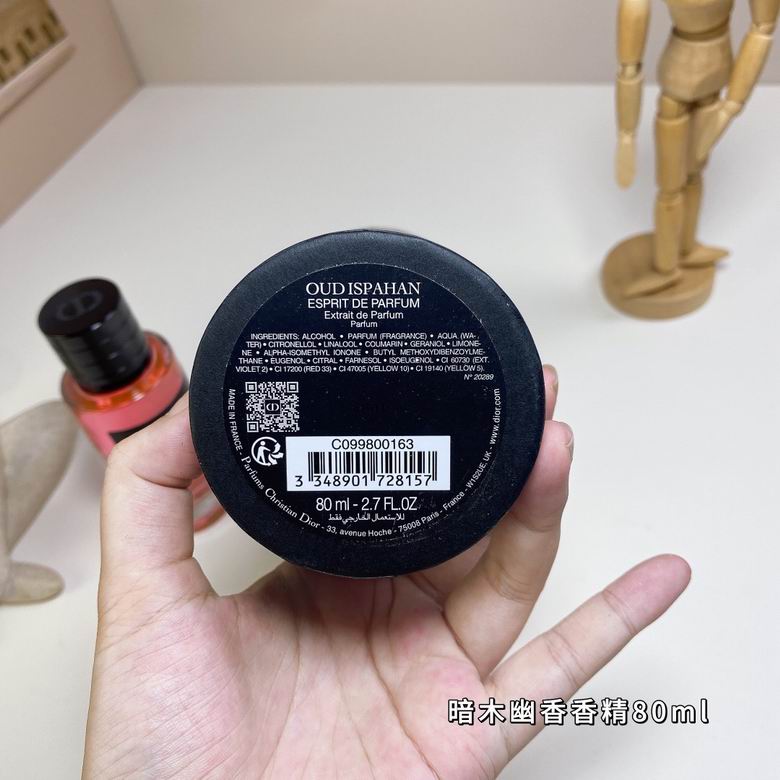 OUD ISPAHAN
ESPRIT DE PARFUM
Extrait de Parfum
Parfum
INGREDIENTS: ALCOHOL • PARFUM (FRAGRANCE) • AQUA (WA-
TER) • CITRONELLOL • LINALOOL • COUMARIN • GERANIOL • LIMONE-
NE • ALPHA-ISOMETHYL IONONE • BUTYL METHOXYDIBENZOYLME-
THANE • EUGENOL • CITRAL • FARNESOL • ISOEUGENOL • CI 60730 (EXT.
VIOLET 2) • CI 17200 (RED 33) • CI 47005 (YELLOW 10) • CI 19140 (YELLOW 5).
N° 20289
C099800163
3 348901 728157
80 ml - 2.7 FL.OZ
للاستعمال الخارجي فقط
MADE IN FRANCE - Parfums Christian Dior - 33, avenue Hoche - 75008 Paris - France - W1S2UE, UK - www.dior.com
暗木幽香香精80ml